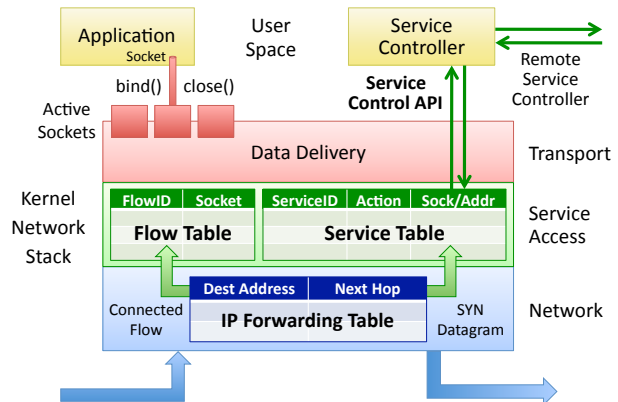 Application
Socket
User
Space
Service
Controller
Remote
Service
Controller
bind()
close()
Service
Control API
Active
Sockets
Data Delivery
Transport
Kernel
Network
Stack
FlowID
Socket
Flow Table
ServiceID
Action
Sock/Addr
Service Table
Service
Access
Dest Address
Next Hop
IP Forwarding Table
Connected
Flow
SYN
Datagram
Network